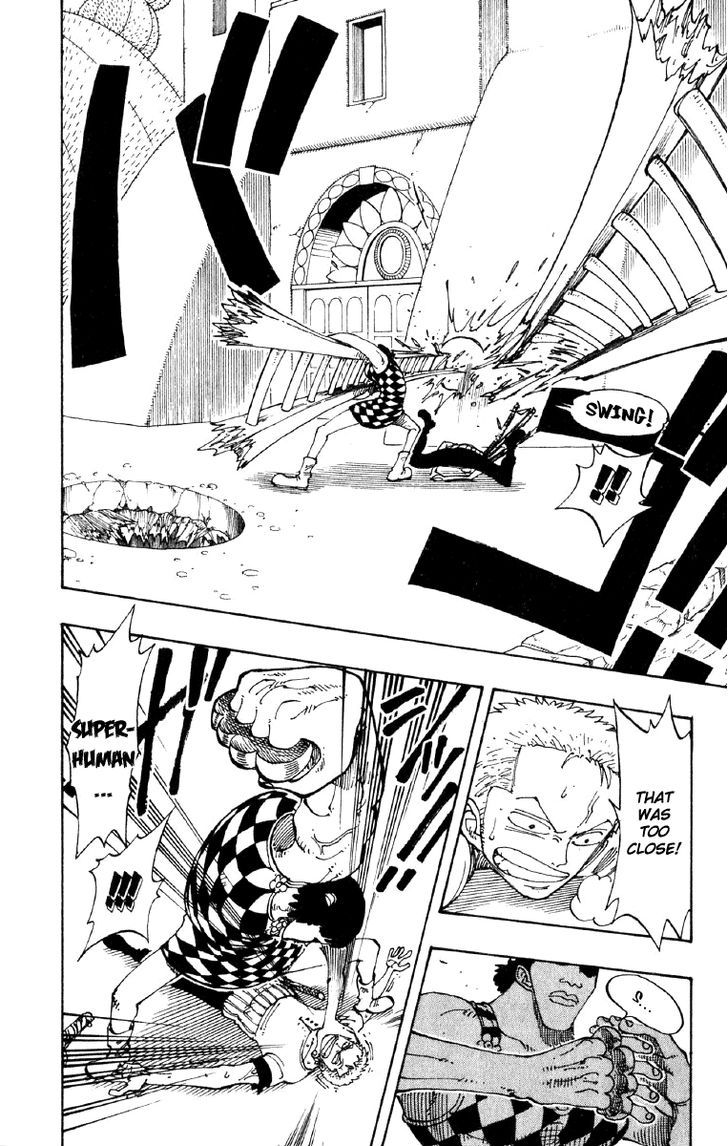 SWING!
!!
THAT
WAS
TOO
CLOSE!
..?
SUPER-
HUMAN
...
!!!